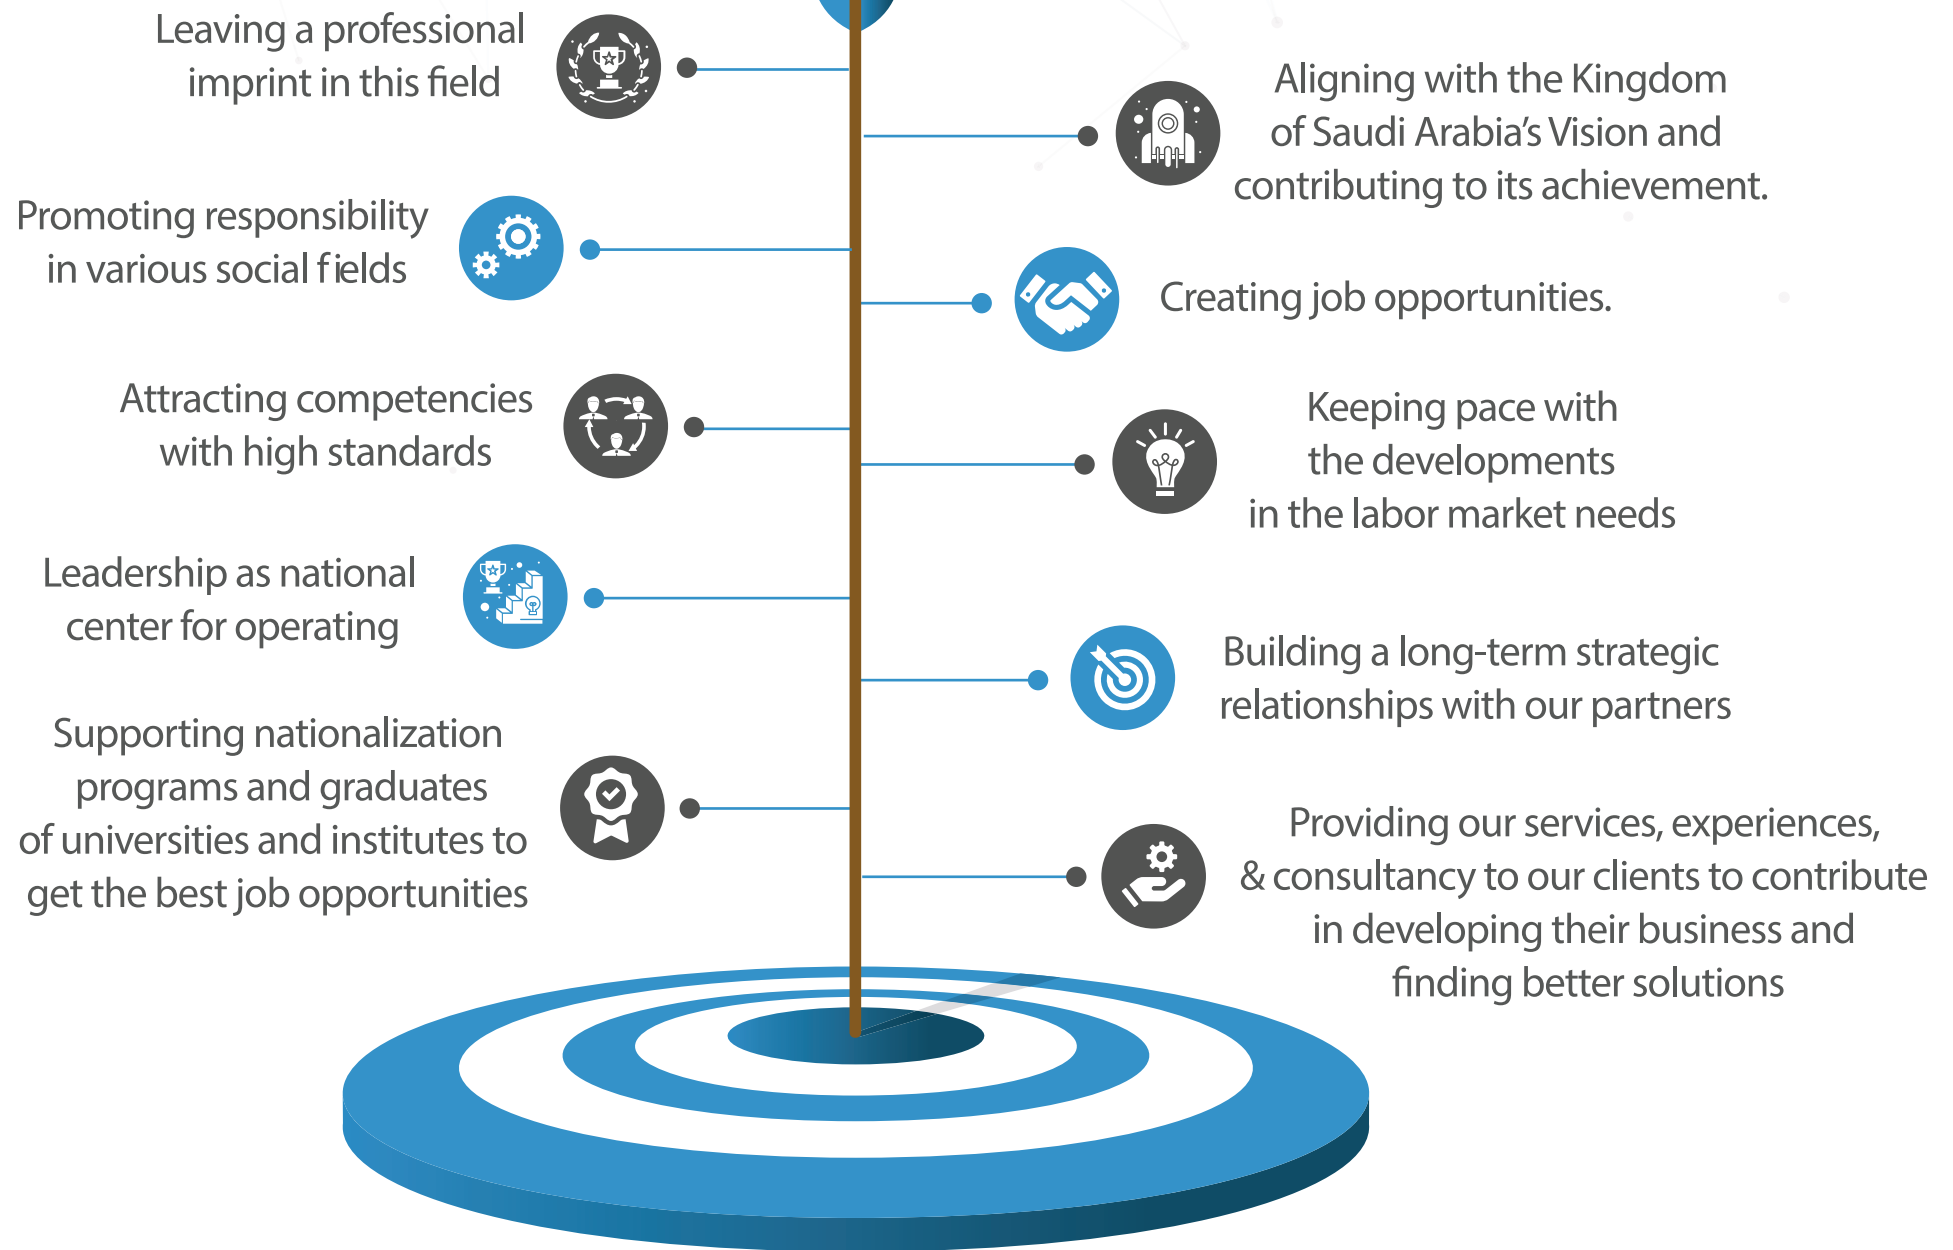 Leaving a professional
imprint in this field
Aligning with the Kingdom
of Saudi Arabia's Vision and
contributing to its achievement.
Promoting responsibility
in various social fields
Creating job opportunities.
Attracting competencies
with high standards
Keeping pace with
the developments
in the labor market needs
Leadership as national
center for operating
Building a long-term strategic
relationships with our partners
Supporting nationalization
programs and graduates
of universities and institutes to
get the best job opportunities
Providing our services, experiences,
& consultancy to our clients to contribute
in developing their business and
finding better solutions